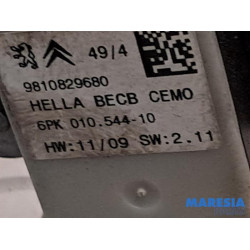 49/4
9810829680
HELLA BECB CEMO
6PK 010.544-10
HW:11/09 SW:2.11
MARESIA